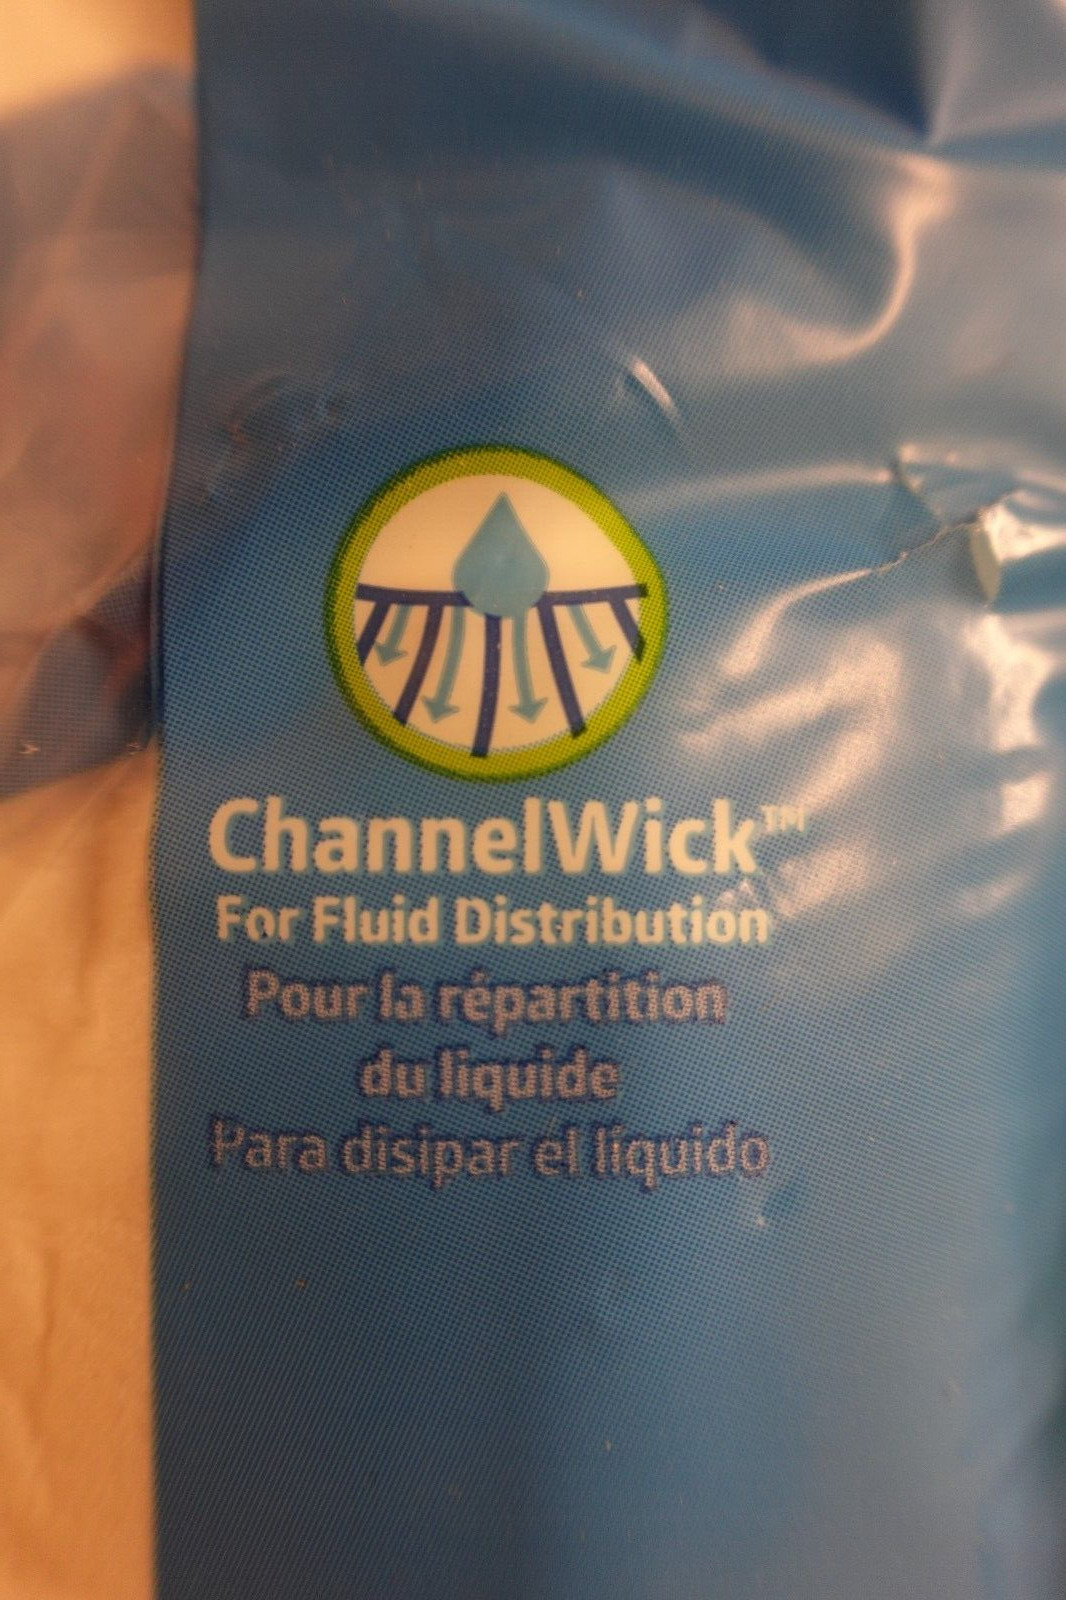 ChannelWick™
For Fluid Distribution
Pour la répartition
du liquide
Para disipar el líquido